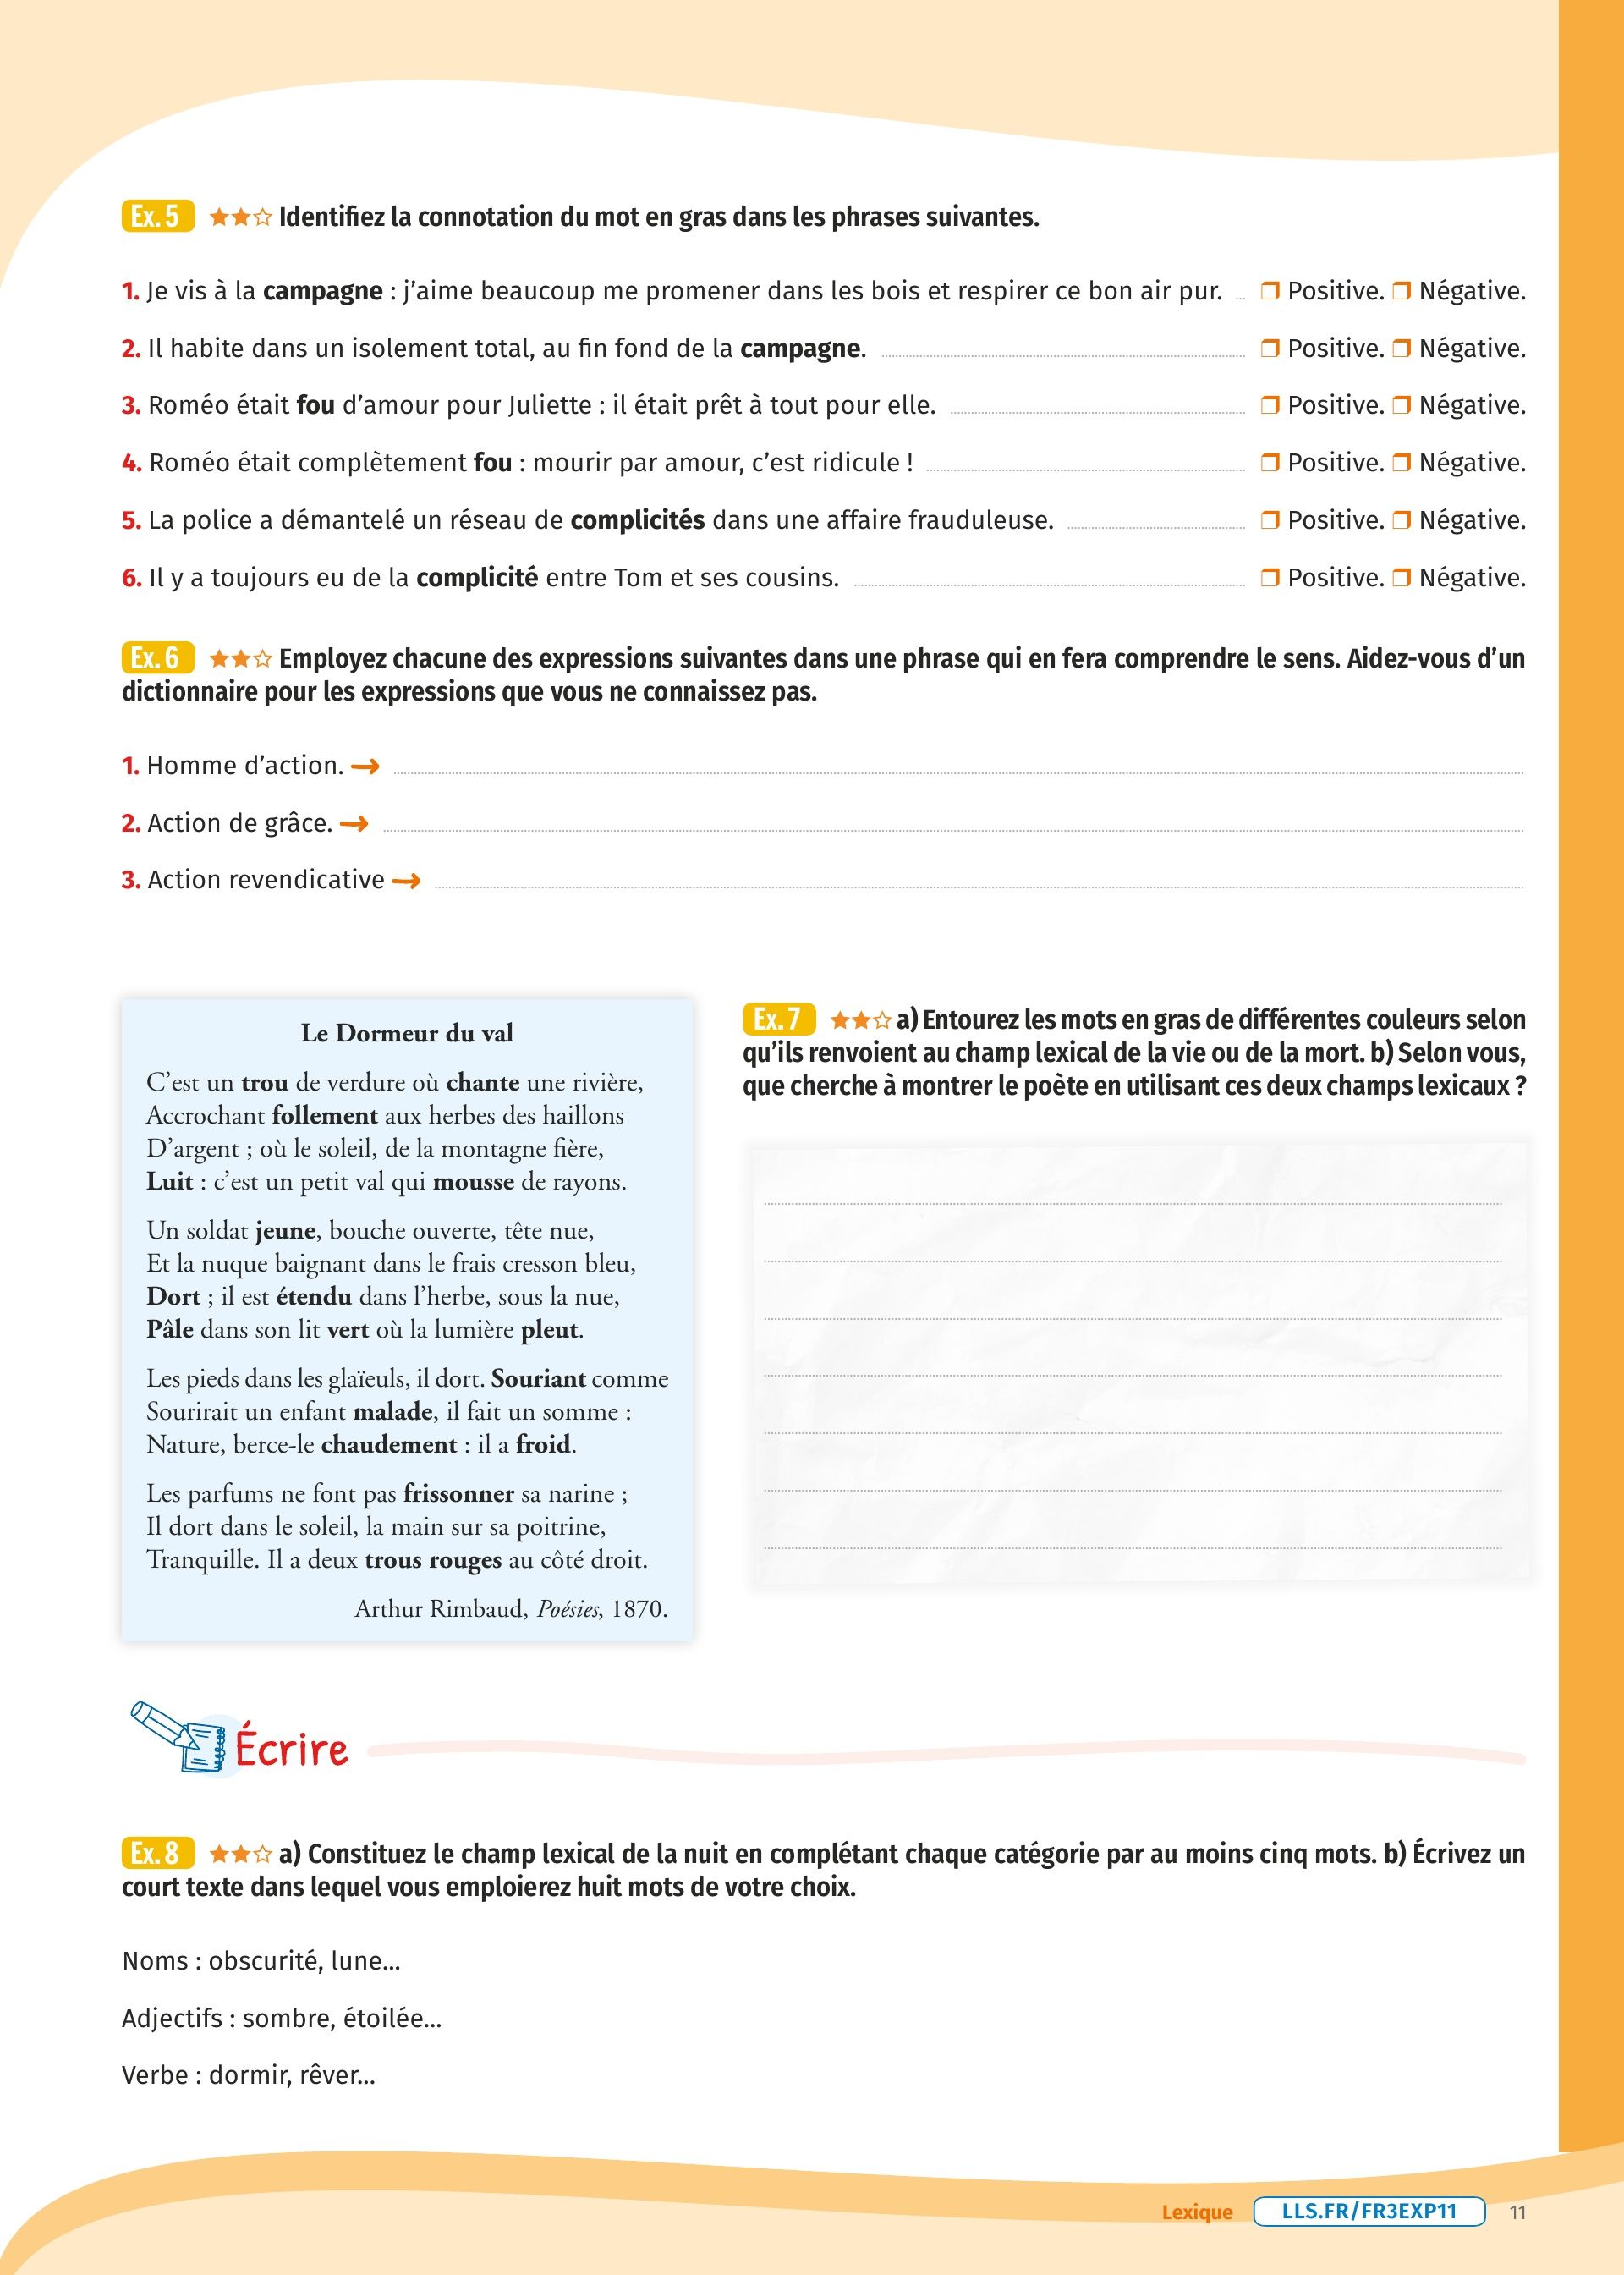 Ex. 5 ★★☆ Identifiez la connotation du mot en gras dans les phrases suivantes.
1. Je vis à la campagne : j’aime beaucoup me promener dans les bois et respirer ce bon air pur. ... ❒ Positive. ❒ Négative.
2. Il habite dans un isolement total, au fin fond de la campagne. ❒ Positive. ❒ Négative.
3. Roméo était fou d’amour pour Juliette : il était prêt à tout pour elle. ❒ Positive. ❒ Négative.
4. Roméo était complètement fou : mourir par amour, c’est ridicule ! ❒ Positive. ❒ Négative.
5. La police a démantelé un réseau de complicités dans une affaire frauduleuse. ❒ Positive. ❒ Négative.
6. Il y a toujours eu de la complicité entre Tom et ses cousins. ❒ Positive. ❒ Négative.
Ex. 6 ★★☆ Employez chacune des expressions suivantes dans une phrase qui en fera comprendre le sens. Aidez-vous d’un
dictionnaire pour les expressions que vous ne connaissez pas.
1. Homme d’action. →
2. Action de grâce. →
3. Action revendicative →
Le Dormeur du val
C’est un trou de verdure où chante une rivière,
Accrochant follement aux herbes des haillons
D’argent ; où le soleil, de la montagne fière,
Luit : c’est un petit val qui mousse de rayons.
Un soldat jeune, bouche ouverte, tête nue,
Et la nuque baignant dans le frais cresson bleu,
Dort ; il est étendu dans l’herbe, sous la nue,
Pâle dans son lit vert où la lumière pleut.
Les pieds dans les glaïeuls, il dort. Souriant comme
Sourirait un enfant malade, il fait un somme :
Nature, berce-le chaudement : il a froid.
Les parfums ne font pas frissonner sa narine ;
Il dort dans le soleil, la main sur sa poitrine,
Tranquille. Il a deux trous rouges au côté droit.
Arthur Rimbaud, Poésies, 1870.
Ex. 7 ★★☆ a) Entourez les mots en gras de différentes couleurs selon
qu’ils renvoient au champ lexical de la vie ou de la mort. b) Selon vous,
que cherche à montrer le poète en utilisant ces deux champs lexicaux ?
Écrire
Ex. 8 ★★☆ a) Constituez le champ lexical de la nuit en complétant chaque catégorie par au moins cinq mots. b) Écrivez un
court texte dans lequel vous emploierez huit mots de votre choix.
Noms : obscurité, lune...
Adjectifs : sombre, étoilée...
Verbe : dormir, rêver...
Lexique LLS.FR/FR3EXP11 11